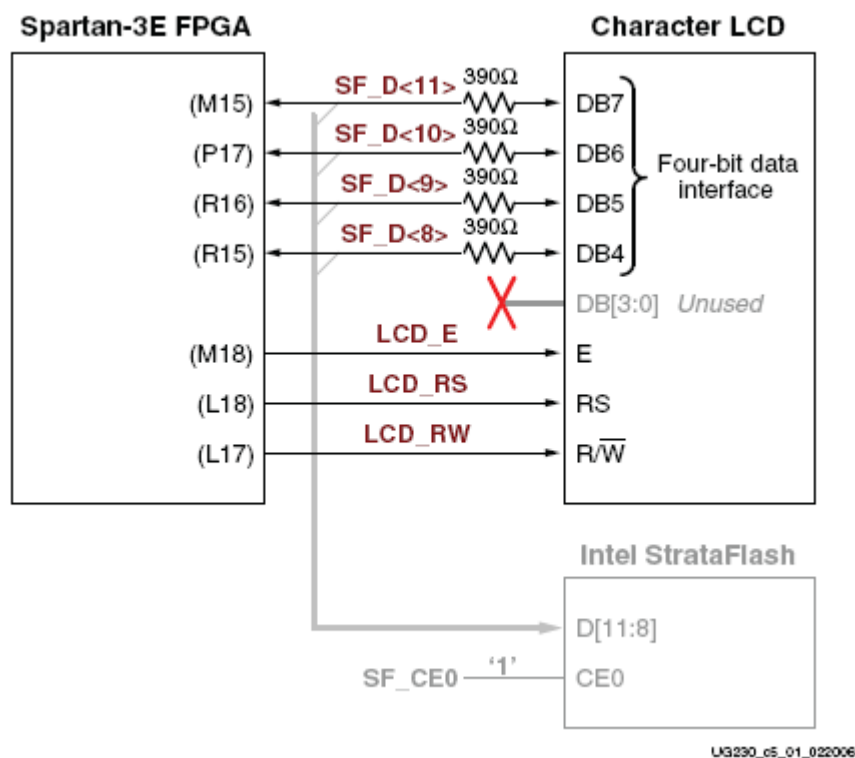 Spartan-3E FPGA
Character LCD
(M15) SF_D<11> 390Ω DB7
(P17) SF_D<10> 390Ω DB6
(R16) SF_D<9> 390Ω DB5
(R15) SF_D<8> 390Ω DB4
Four-bit data
interface
DB[3:0] Unused
(M18) LCD_E E
(L18) LCD_RS RS
(L17) LCD_RW R/W̅
Intel StrataFlash
D[11:8]
SF_CE0 ‘1’ CE0
UG230_c5_01_022006